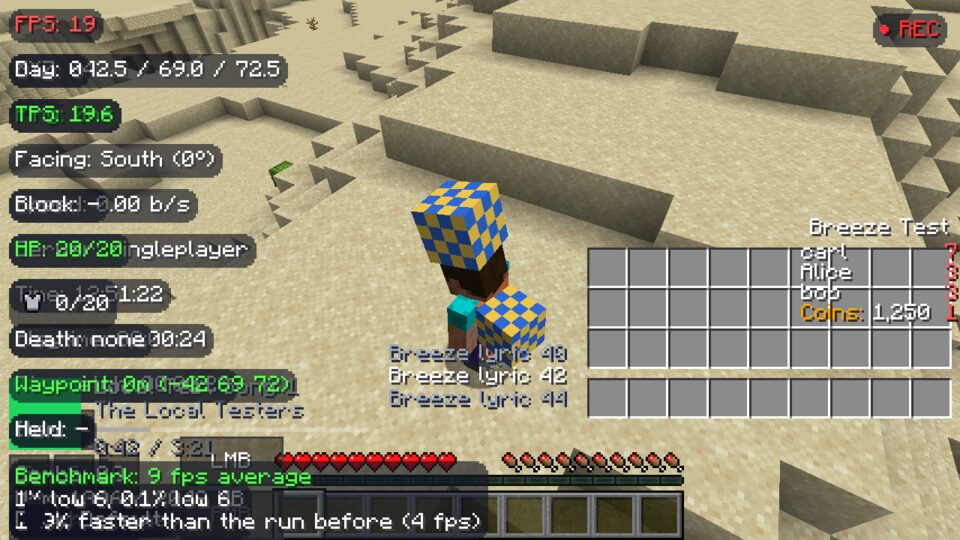 FPS: 19
REC
Day: 042.5 / 69.0 / 72.5
TPS: 19.6
Facing: South (0°)
Block: -.00 b/s
HP: 20/20
ngleplayer
Breeze Test
carl 7
Alice 3
bob 3
Coins: 1,250 1
0/20
1:22
Death: none
00:24
Breeze lyric 40
Breeze lyric 42
Breeze lyric 44
Waypoint: 0m (-42 69 72)
The Local Testers
Held: -
0:42 / 3:21
LMB
Benchmark: 9 fps average
1% low 6, 0.1% low 6
faster than the run before (4 fps)